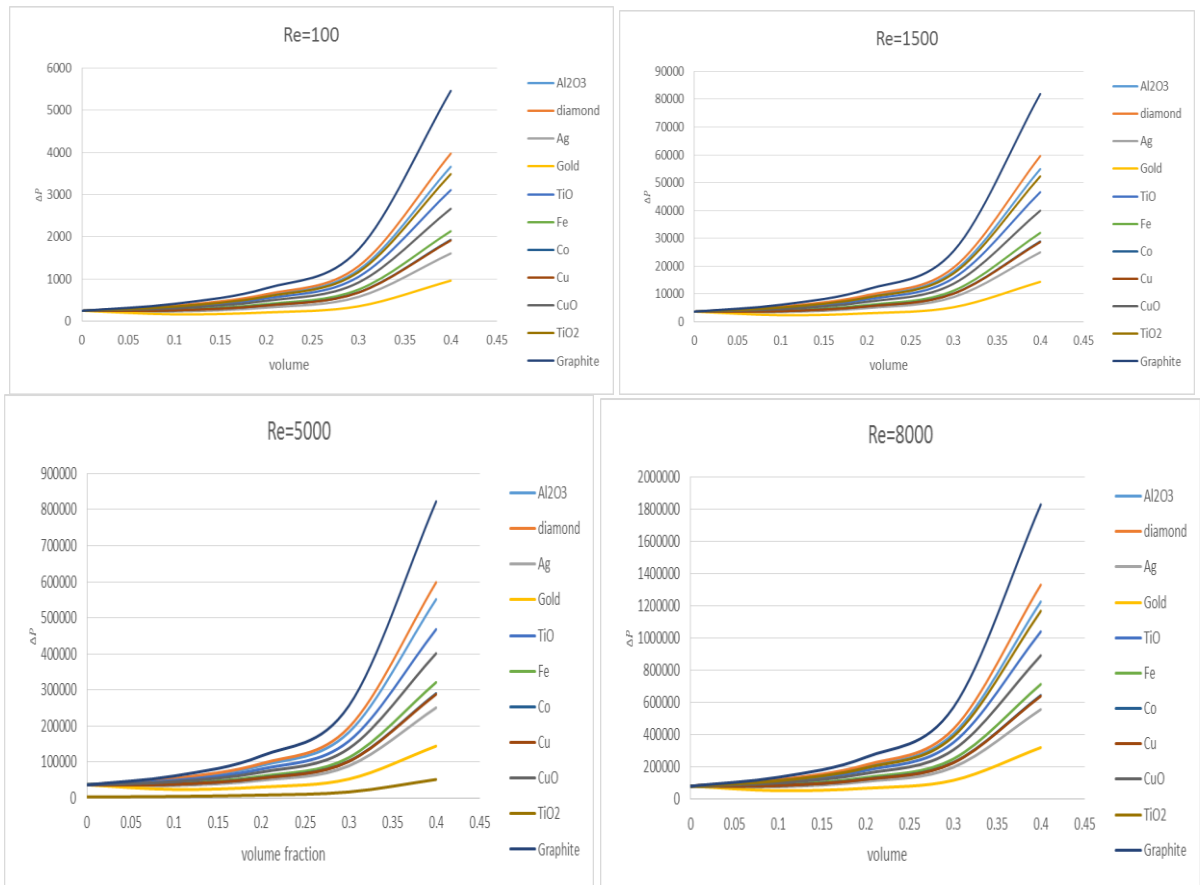 Re=100
6000
5000
4000
3000
2000
1000
0
ΔP
0 0.05 0.1 0.15 0.2 0.25 0.3 0.35 0.4 0.45
volume
Al2O3
diamond
Ag
Gold
TiO
Fe
Co
Cu
CuO
TiO2
Graphite
Re=1500
90000
80000
70000
60000
50000
40000
30000
20000
10000
0
ΔP
0 0.05 0.1 0.15 0.2 0.25 0.3 0.35 0.4 0.45
volume
Al2O3
diamond
Ag
Gold
TiO
Fe
Co
Cu
CuO
TiO2
Graphite
Re=5000
900000
800000
700000
600000
500000
400000
300000
200000
100000
0
ΔP
0 0.05 0.1 0.15 0.2 0.25 0.3 0.35 0.4 0.45
volume fraction
Al2O3
diamond
Ag
Gold
TiO
Fe
Co
Cu
CuO
TiO2
Graphite
Re=8000
2000000
1800000
1600000
1400000
1200000
1000000
800000
600000
400000
200000
0
ΔP
0 0.05 0.1 0.15 0.2 0.25 0.3 0.35 0.4 0.45
volume
Al2O3
diamond
Ag
Gold
TiO
Fe
Co
Cu
CuO
TiO2
Graphite